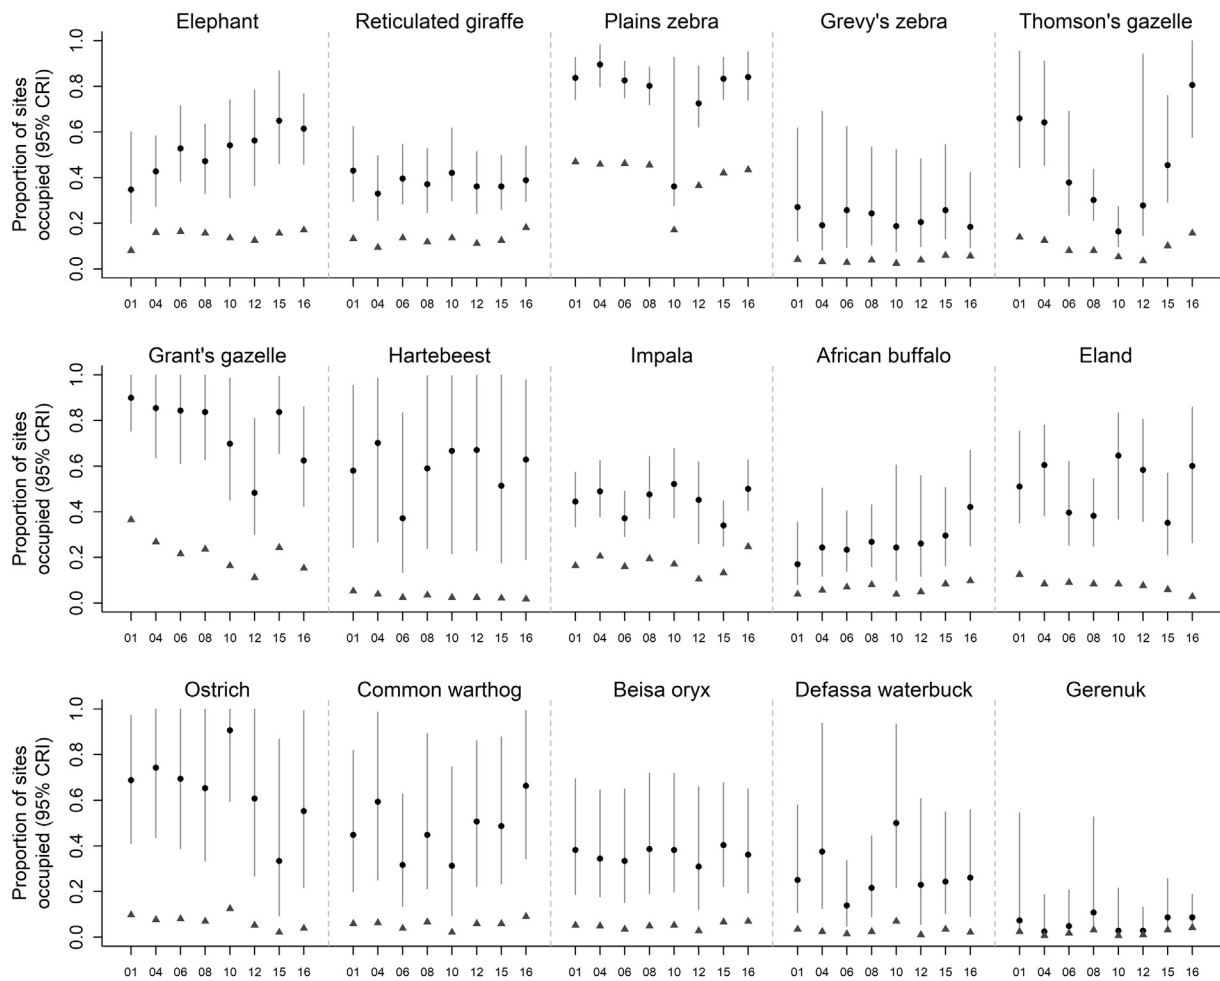 Elephant Reticulated giraffe Plains zebra Grevy's zebra Thomson's gazelle
Proportion of sites
occupied (95% CRI)
1.0
0.8
0.6
0.4
0.2
0.0
01 04 06 08 10 12 15 16 01 04 06 08 10 12 15 16 01 04 06 08 10 12 15 16 01 04 06 08 10 12 15 16 01 04 06 08 10 12 15 16
Grant's gazelle Hartebeest Impala African buffalo Eland
Proportion of sites
occupied (95% CRI)
1.0
0.8
0.6
0.4
0.2
0.0
01 04 06 08 10 12 15 16 01 04 06 08 10 12 15 16 01 04 06 08 10 12 15 16 01 04 06 08 10 12 15 16 01 04 06 08 10 12 15 16
Ostrich Common warthog Beisa oryx Defassa waterbuck Gerenuk
Proportion of sites
occupied (95% CRI)
1.0
0.8
0.6
0.4
0.2
0.0
01 04 06 08 10 12 15 16 01 04 06 08 10 12 15 16 01 04 06 08 10 12 15 16 01 04 06 08 10 12 15 16 01 04 06 08 10 12 15 16